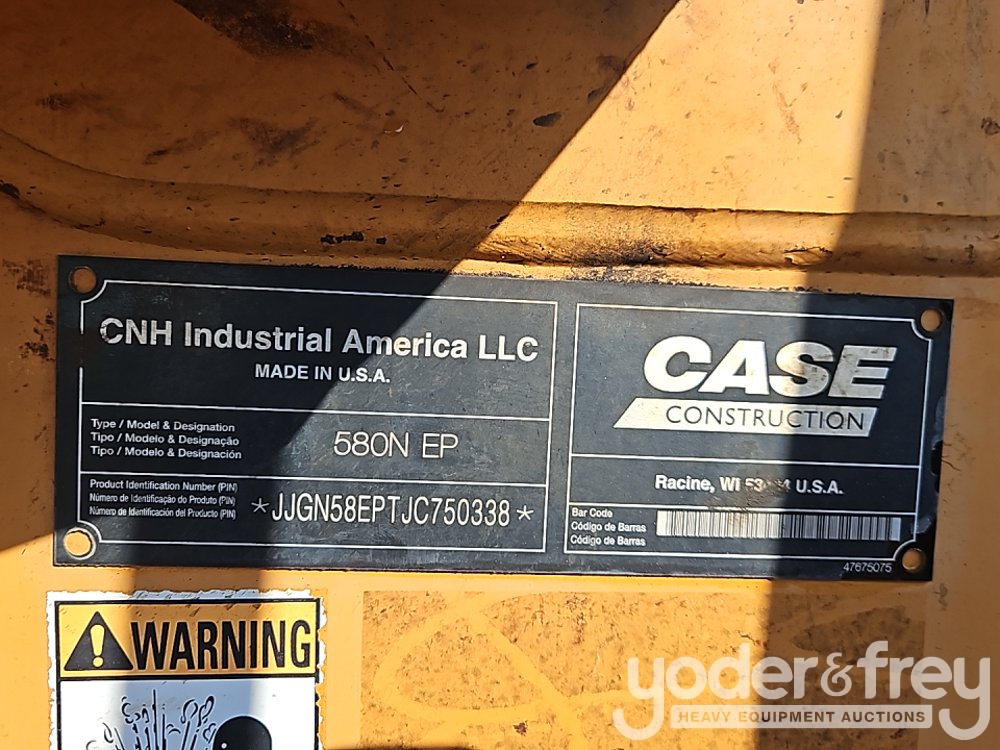 CNH Industrial America LLC
MADE IN U.S.A.
Type / Model & Designation
Tipo / Modelo & Designação
Tipo / Modelo & Designación
580N EP
Product Identification Number (PIN)
Número de Identificação do Produto (PIN)
Número de Identificación del Producto (PIN)
*JJGN58EPTJC750338*
CASE
CONSTRUCTION
Racine, WI U.S.A.
Bar Code
Código de Barras
Código de Barras
47675075
WARNING
yoder&frey
HEAVY EQUIPMENT AUCTIONS